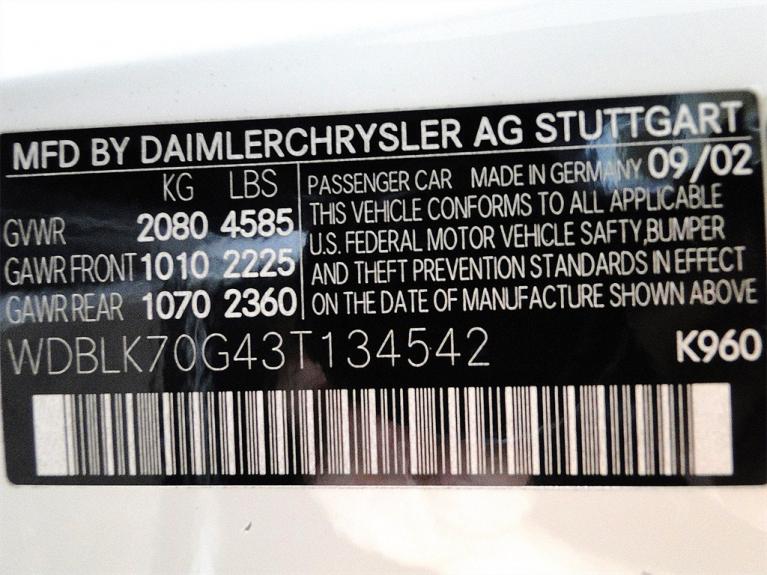 MFD BY DAIMLERCHRYSLER AG STUTTGART
KG LBS
GVWR 2080 4585
GAWR FRONT 1010 2225
GAWR REAR 1070 2360
PASSENGER CAR MADE IN GERMANY 09/02
THIS VEHICLE CONFORMS TO ALL APPLICABLE
U.S. FEDERAL MOTOR VEHICLE SAFTY,BUMPER
AND THEFT PREVENTION STANDARDS IN EFFECT
ON THE DATE OF MANUFACTURE SHOWN ABOVE
WDBLK70G43T134542 K960